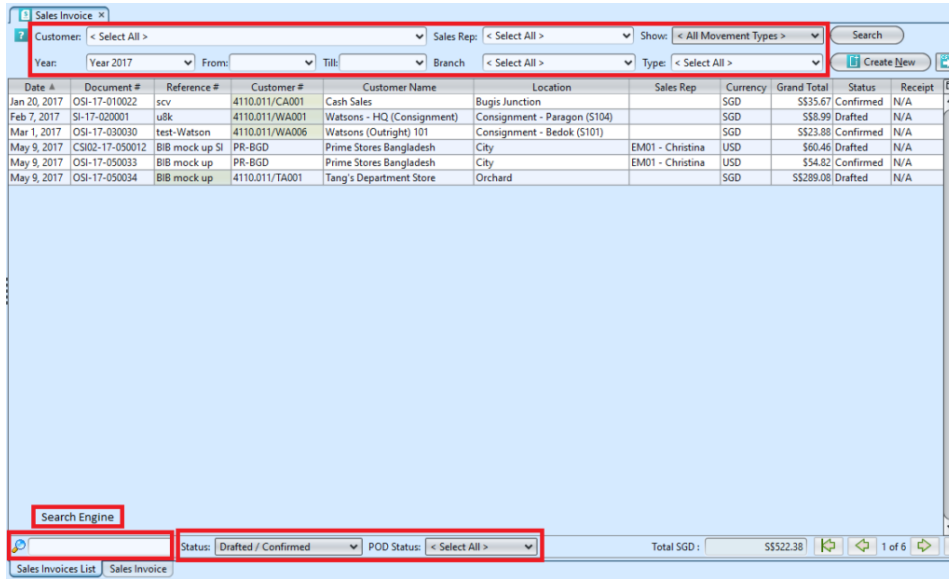 Sales Invoice ×
? Customer: < Select All > Sales Rep: < Select All > Show: < All Movement Types > Search
Year: Year 2017 From: Till: Branch < Select All > Type: < Select All > Create New
Date Document # Reference # Customer # Customer Name Location Sales Rep Currency Grand Total Status Receipt
Jan 20, 2017 OSI-17-010022 scv 4110.011/CA001 Cash Sales Bugis Junction SGD S$35.67 Confirmed N/A
Feb 7, 2017 SI-17-020001 u8k 4110.011/WA001 Watsons - HQ (Consignment) Consignment - Paragon (S104) SGD S$8.99 Drafted N/A
Mar 1, 2017 OSI-17-030030 test-Watson 4110.011/WA006 Watsons (Outright) 101 Consignment - Bedok (S101) SGD S$23.88 Confirmed N/A
May 9, 2017 CSI02-17-050012 BIB mock up SI PR-BGD Prime Stores Bangladesh City EM01 - Christina USD $60.46 Drafted N/A
May 9, 2017 OSI-17-050033 BIB mock up PR-BGD Prime Stores Bangladesh City EM01 - Christina USD $54.82 Confirmed N/A
May 9, 2017 OSI-17-050034 BIB mock up 4110.011/TA001 Tang's Department Store Orchard SGD S$289.08 Drafted N/A
Search Engine
Status: Drafted / Confirmed POD Status: < Select All > Total SGD : S$522.38 1 of 6
Sales Invoices List Sales Invoice